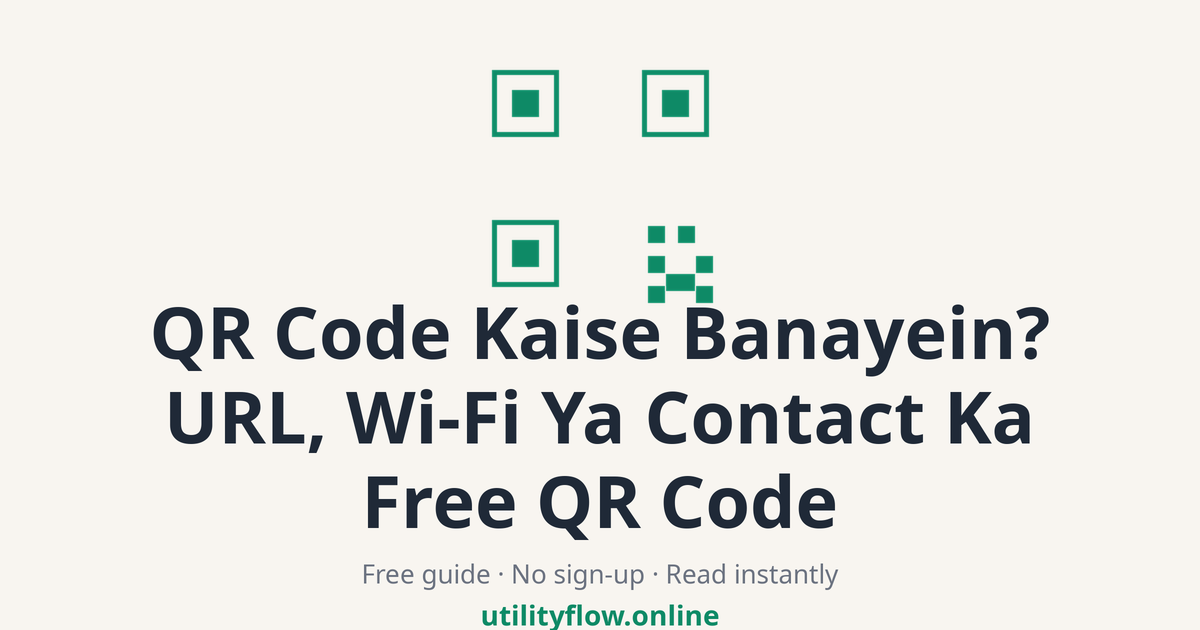 QR Code Kaise Banayein?
URL, Wi-Fi Ya Contact Ka
Free QR Code
Free guide · No sign-up · Read instantly
utilityflow.online